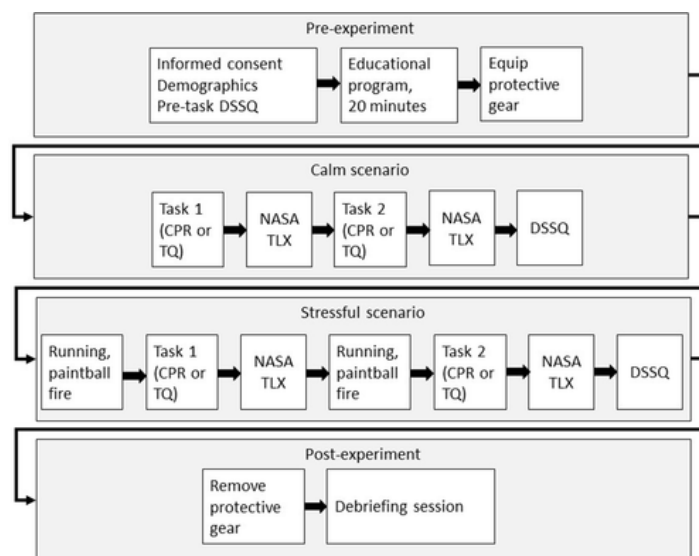 Pre-experiment
Informed consent
Demographics
Pre-task DSSQ
Educational
program,
20 minutes
Equip
protective
gear
Calm scenario
Task 1
(CPR or
TQ)
NASA
TLX
Task 2
(CPR or
TQ)
NASA
TLX
DSSQ
Stressful scenario
Running,
paintball
fire
Task 1
(CPR or
TQ)
NASA
TLX
Running,
paintball
fire
Task 2
(CPR or
TQ)
NASA
TLX
DSSQ
Post-experiment
Remove
protective
gear
Debriefing session